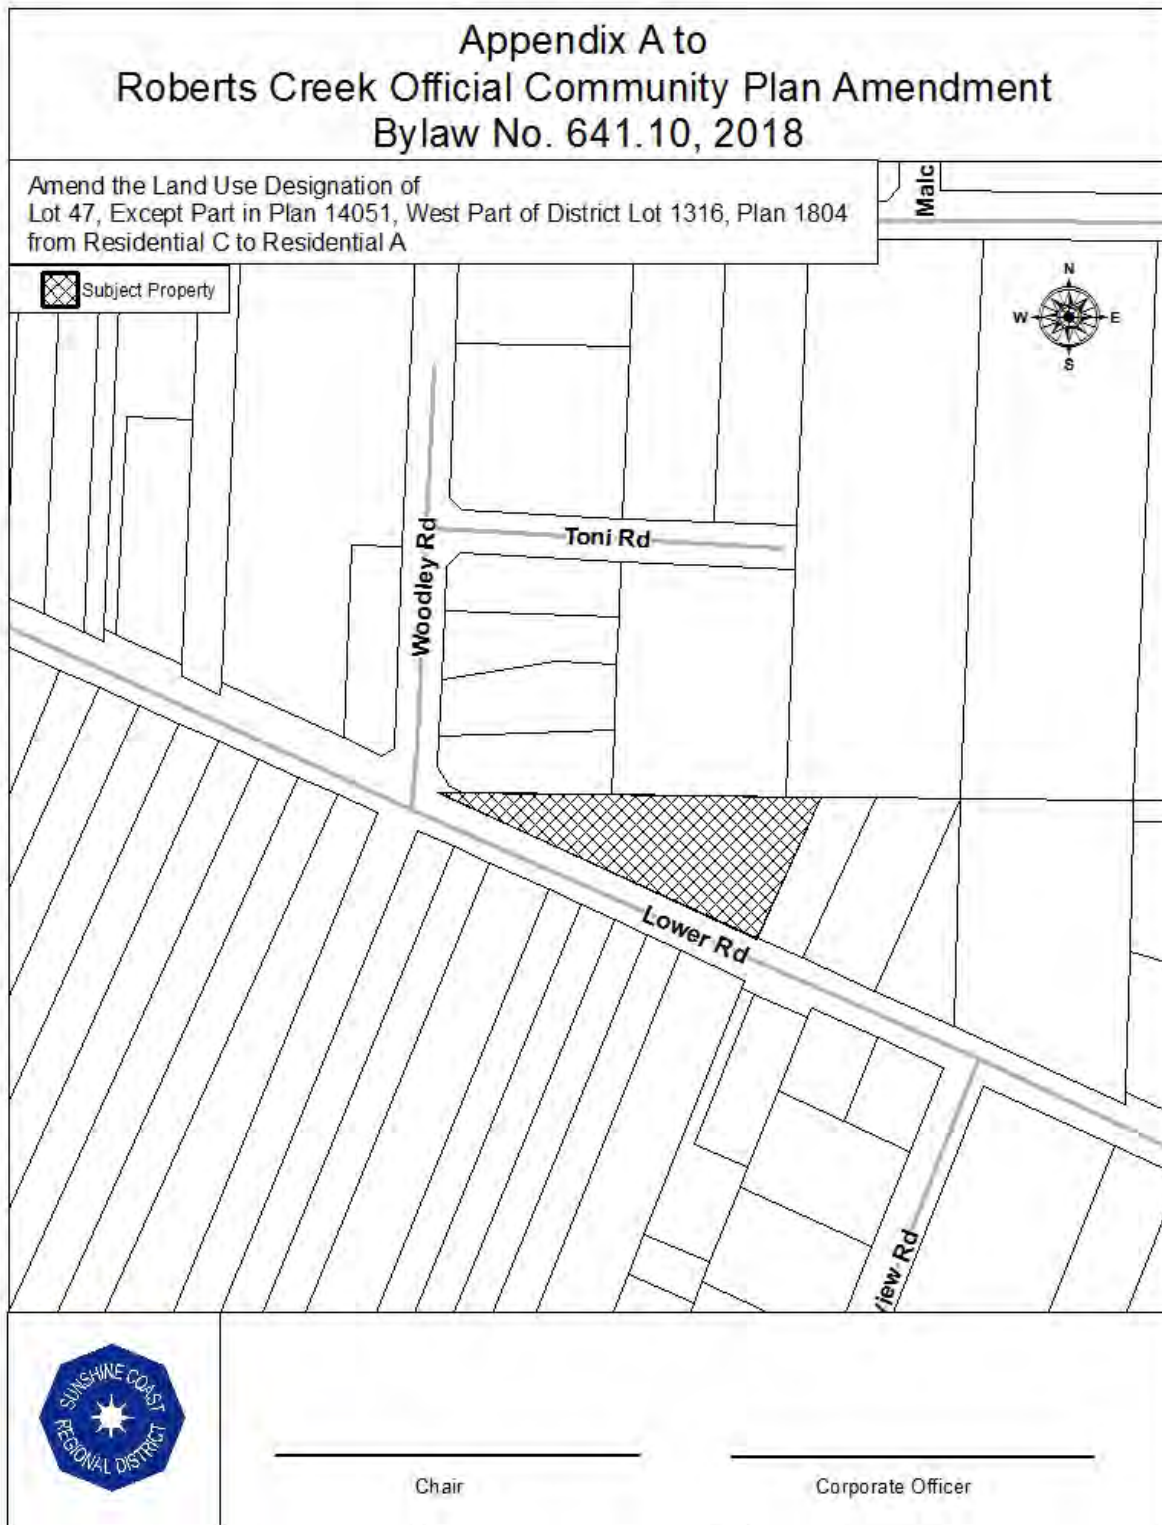 Appendix A to
Roberts Creek Official Community Plan Amendment
Bylaw No. 641.10, 2018
Amend the Land Use Designation of
Lot 47, Except Part in Plan 14051, West Part of District Lot 1316, Plan 1804
from Residential C to Residential A
Malc
Subject Property
N
W E
S
Toni Rd
Woodley Rd
Lower Rd
view Rd
SUNSHINE COAST
REGIONAL DISTRICT
Chair
Corporate Officer